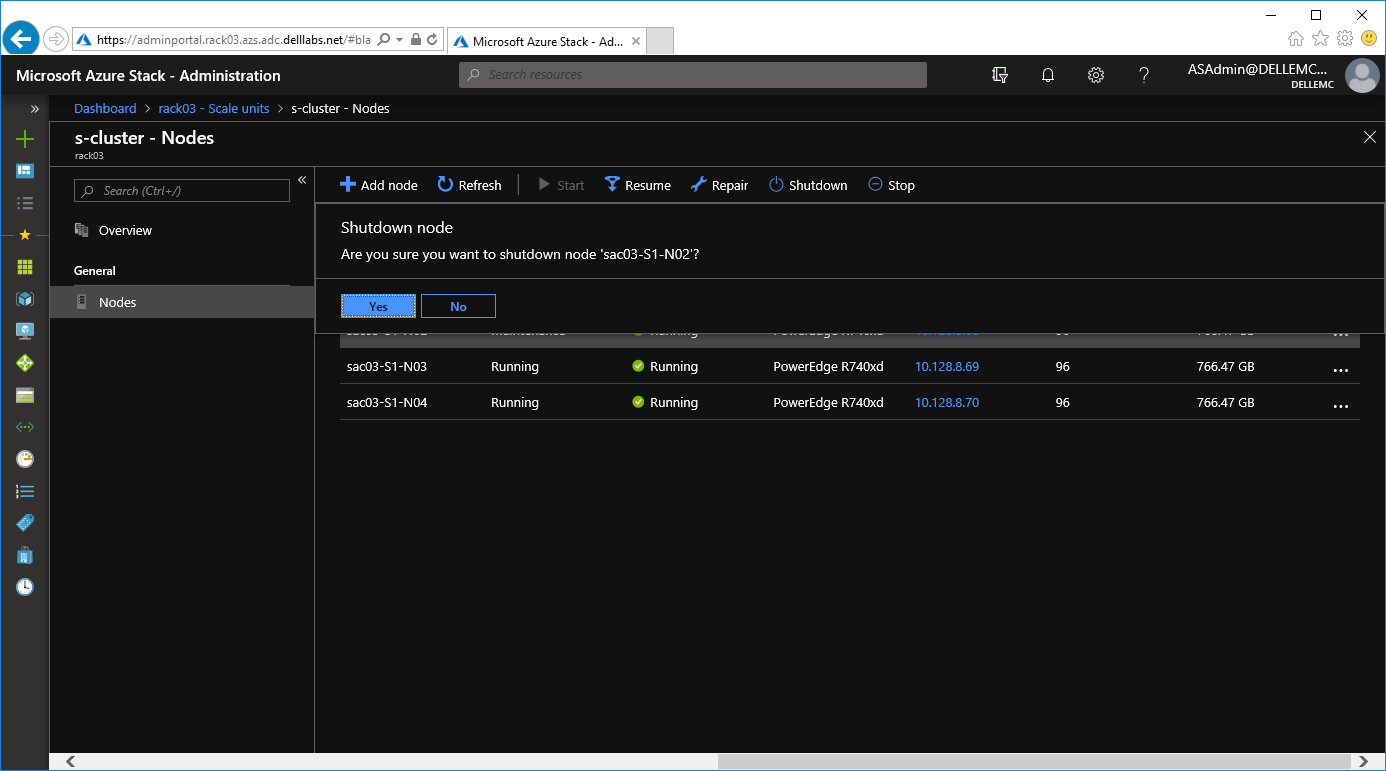 https://adminportal.rack03.azs.adc.delllabs.net/#bla
Microsoft Azure Stack - Ad...
Microsoft Azure Stack - Administration
Search resources
ASAdmin@DELLEMC...
DELLEMC
Dashboard > rack03 - Scale units > s-cluster - Nodes
s-cluster - Nodes
rack03
Search (Ctrl+/)
Add node Refresh Start Resume Repair Shutdown Stop
Overview
General
Nodes
Shutdown node
Are you sure you want to shutdown node 'sac03-S1-N02'?
Yes No
sac03-S1-N03 Running Running PowerEdge R740xd 10.128.8.69 96 766.47 GB ...
sac03-S1-N04 Running Running PowerEdge R740xd 10.128.8.70 96 766.47 GB ...